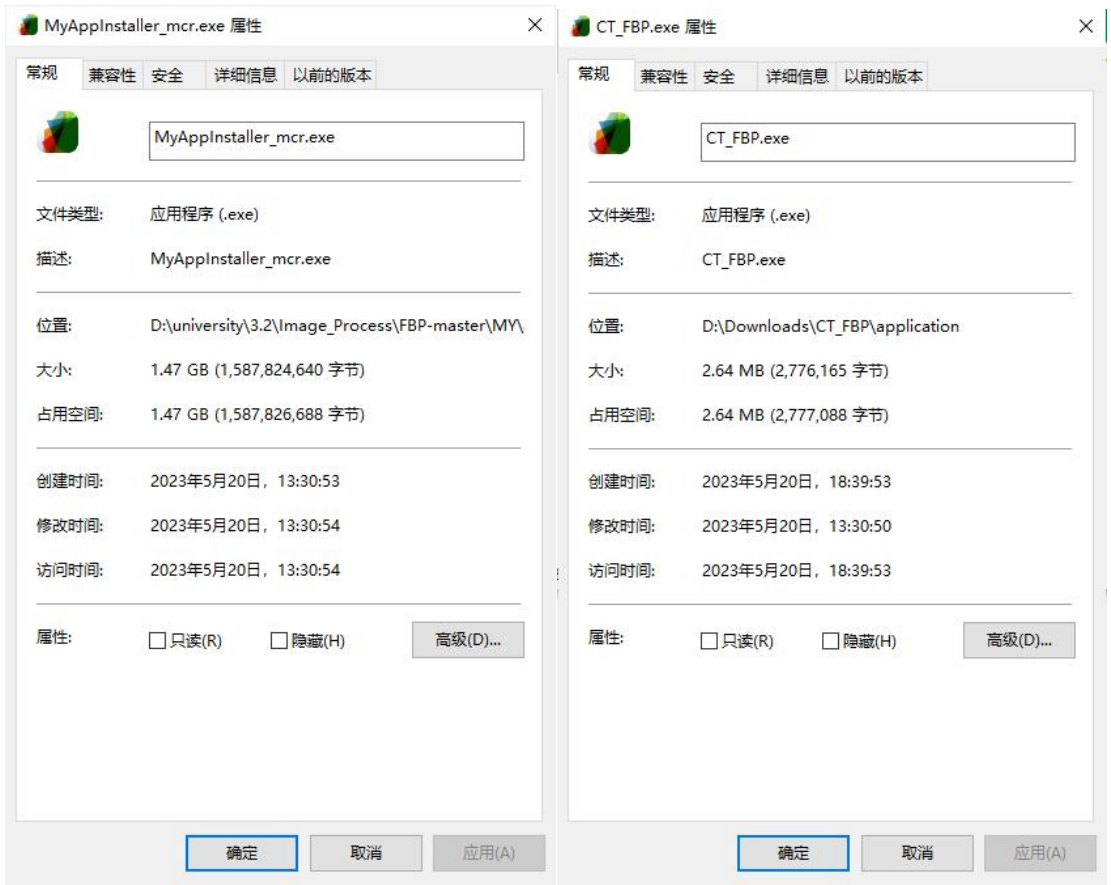 MyAppInstaller_mcr.exe 属性
常规 兼容性 安全 详细信息 以前的版本
MyAppInstaller_mcr.exe
文件类型: 应用程序 (.exe)
描述: MyAppInstaller_mcr.exe
位置: D:\university\3.2\Image_Process\FBP-master\MY\
大小: 1.47 GB (1,587,824,640 字节)
占用空间: 1.47 GB (1,587,826,688 字节)
创建时间: 2023年5月20日，13:30:53
修改时间: 2023年5月20日，13:30:54
访问时间: 2023年5月20日，13:30:54
属性: 只读(R) 隐藏(H) 高级(D)...
确定 取消 应用(A)
CT_FBP.exe 属性
常规 兼容性 安全 详细信息 以前的版本
CT_FBP.exe
文件类型: 应用程序 (.exe)
描述: CT_FBP.exe
位置: D:\Downloads\CT_FBP\application
大小: 2.64 MB (2,776,165 字节)
占用空间: 2.64 MB (2,777,088 字节)
创建时间: 2023年5月20日，18:39:53
修改时间: 2023年5月20日，13:30:50
访问时间: 2023年5月20日，18:39:53
属性: 只读(R) 隐藏(H) 高级(D)...
确定 取消 应用(A)